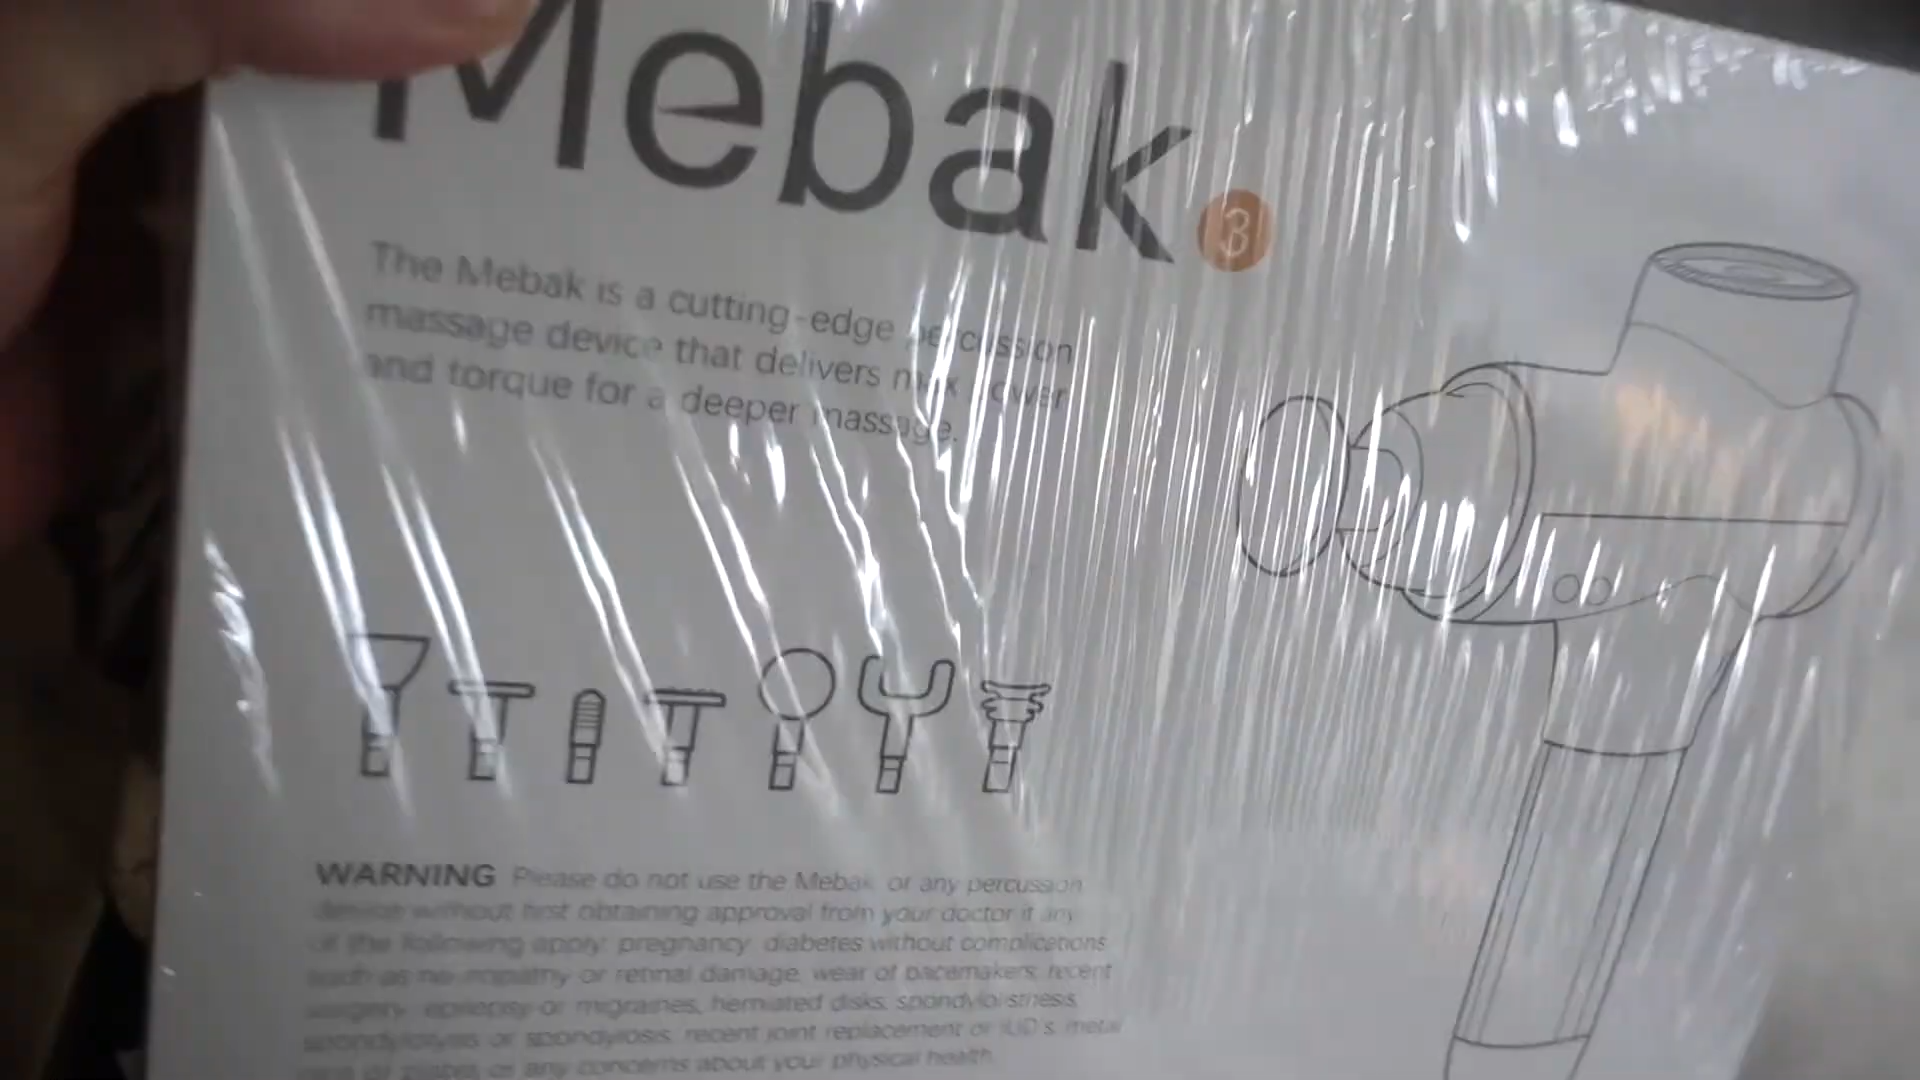 Mebak 3
The Mebak is a cutting-edge percussion
massage device that delivers max power
and torque for a deeper massage.
WARNING Please do not use the Mebak or any percussion
device without first obtaining approval from your doctor if any
of the following apply: pregnancy, diabetes without complications
such as neuropathy or retinal damage, wear of pacemakers, recent
surgery, epilepsy or migraines, herniated disks, spondylolisthesis,
spondylolysis or spondylosis, recent joint replacement or IUD's, metal
pins or plates or any concerns about your physical health.